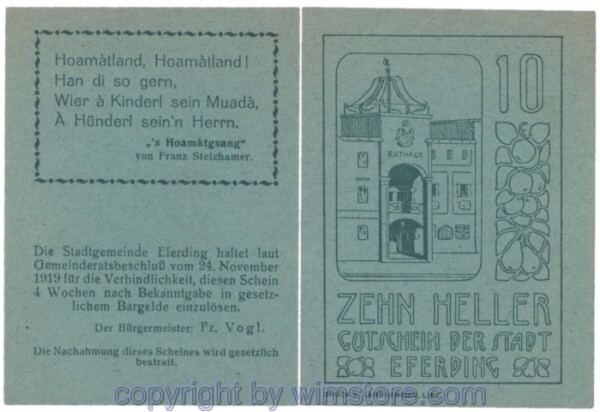 Hoamàtland, Hoamàtland!
Han di so gern,
Wier à Kinderl sein Muadà,
À Hünderl sein'n Herrn.
„'s Hoamàtgsang"
von Franz Stelzhamer.
Die Stadtgemeinde Eferding haftet laut
Gemeinderatsbeschluß vom 24. November
1919 für die Verbindlichkeit, diesen Schein
4 Wochen nach Bekanntgabe in gesetz-
lichem Bargelde einzulösen.
Der Bürgermeister: Fz. Vogl.
Die Nachahmung dieses Scheines wird gesetzlich
bestraft.
10
RATHAUS
ZEHN HELLER
GUTSCHEIN DER STADT
EFERDING
copyright by wimstore.com